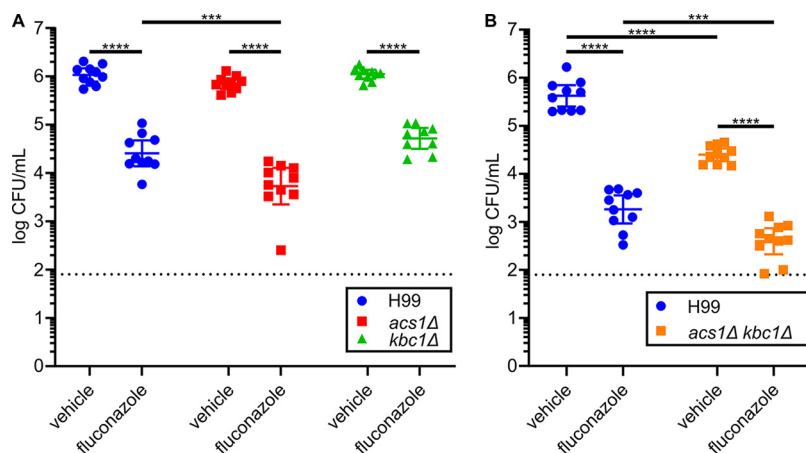 A
***
****
****
****
log CFU/mL
7
6
5
4
3
2
1
0
H99
acs1Δ
kbc1Δ
vehicle
fluconazole
vehicle
fluconazole
vehicle
fluconazole
B
***
****
****
****
log CFU/mL
7
6
5
4
3
2
1
0
H99
acs1Δ kbc1Δ
vehicle
fluconazole
vehicle
fluconazole